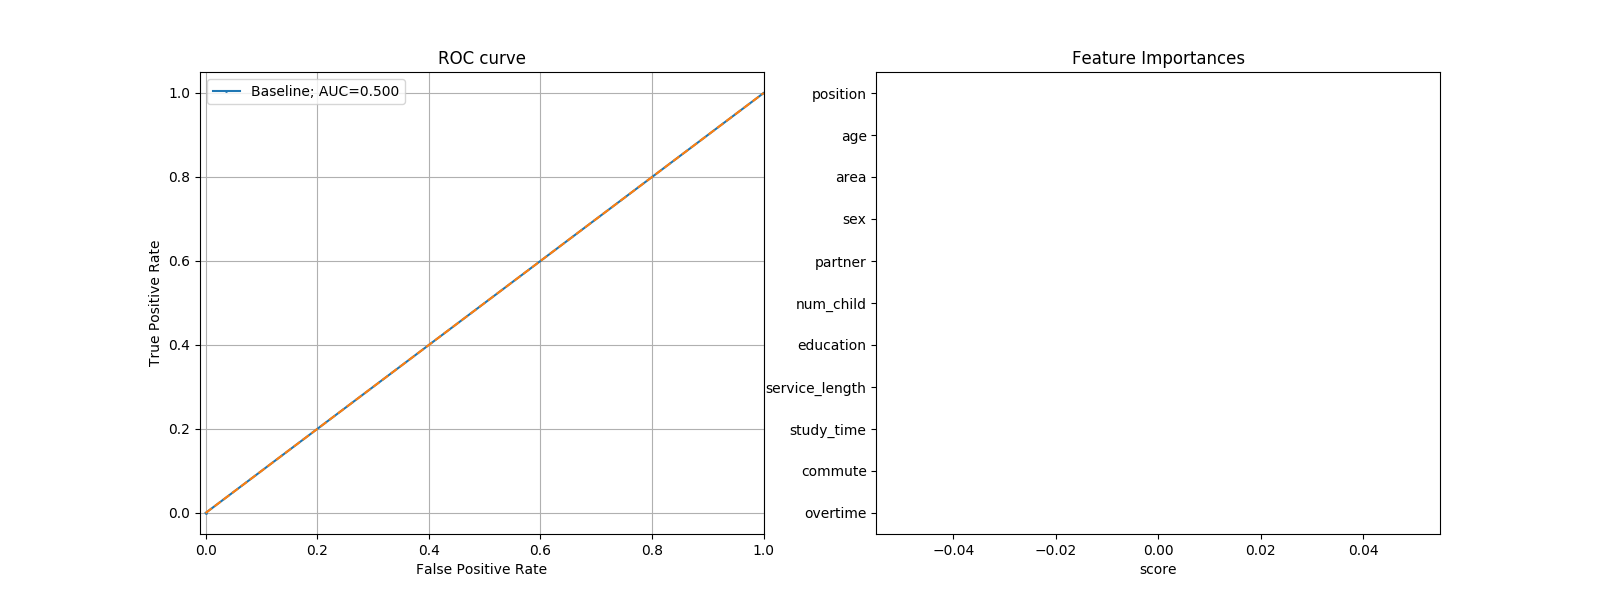 ROC curve
Baseline; AUC=0.500
1.0
0.8
0.6
0.4
0.2
0.0
True Positive Rate
0.0 0.2 0.4 0.6 0.8 1.0
False Positive Rate
Feature Importances
position
age
area
sex
partner
num_child
education
service_length
study_time
commute
overtime
−0.04 −0.02 0.00 0.02 0.04
score